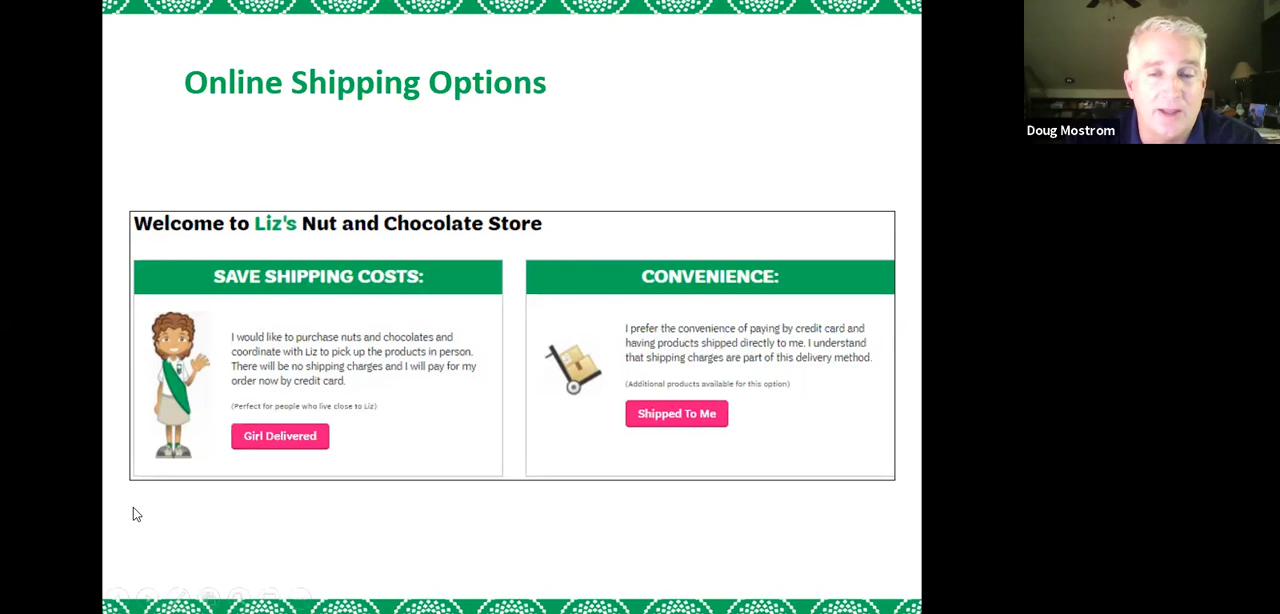 Online Shipping Options
Doug Mostrom
Welcome to Liz's Nut and Chocolate Store
SAVE SHIPPING COSTS:
I would like to purchase nuts and chocolates and
coordinate with Liz to pick up the products in person.
There will be no shipping charges and I will pay for my
order now by credit card.
(Perfect for people who live close to Liz)
Girl Delivered
CONVENIENCE:
I prefer the convenience of paying by credit card and
having products shipped directly to me. I understand
that shipping charges are part of this delivery method.
(Additional products available for this option)
Shipped To Me